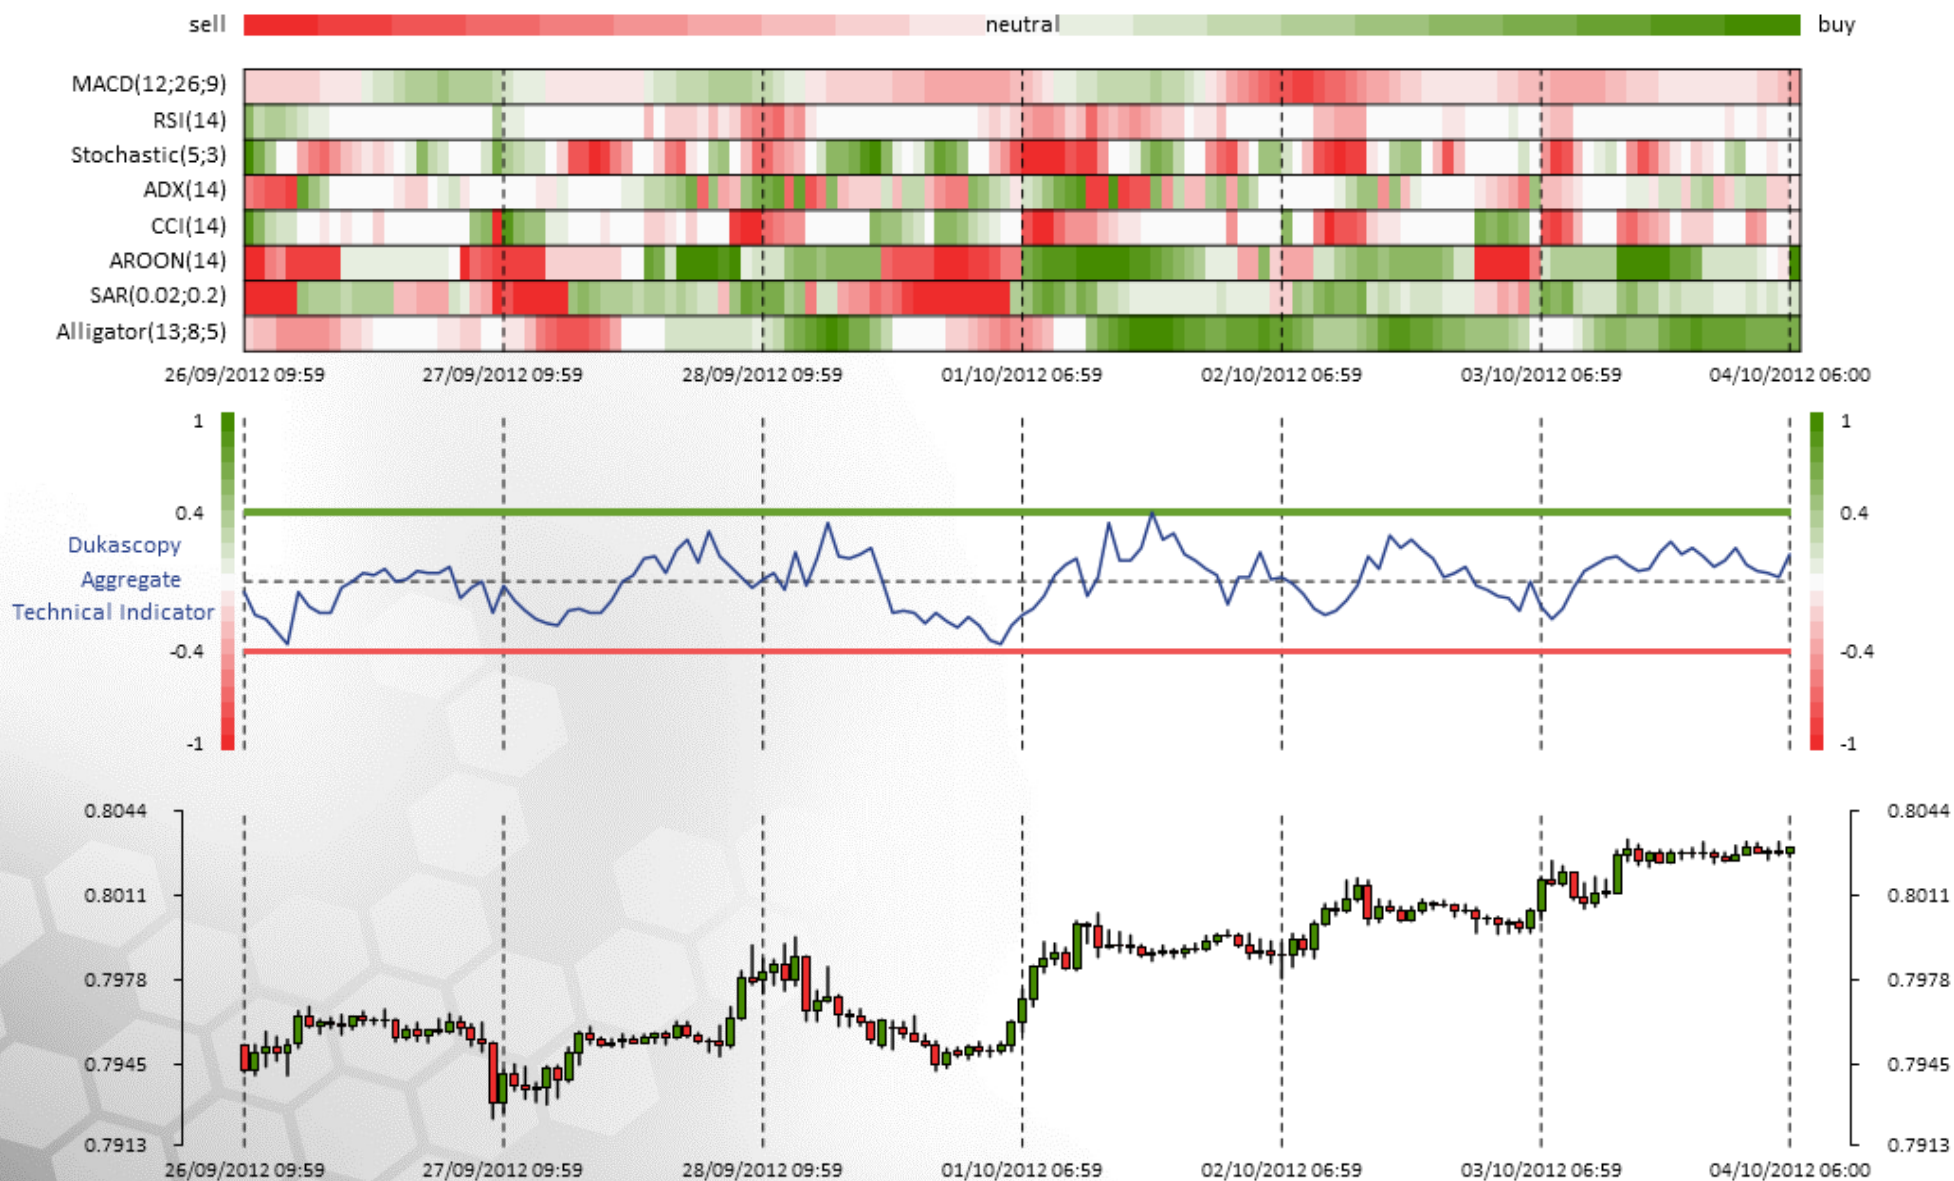 sell neutral buy
MACD(12;26;9)
RSI(14)
Stochastic(5;3)
ADX(14)
CCI(14)
AROON(14)
SAR(0.02;0.2)
Alligator(13;8;5)
26/09/2012 09:59 27/09/2012 09:59 28/09/2012 09:59 01/10/2012 06:59 02/10/2012 06:59 03/10/2012 06:59 04/10/2012 06:00
1 1
0.4 0.4
Dukascopy
Aggregate
Technical Indicator
-0.4 -0.4
-1 -1
0.8044 0.8044
0.8011 0.8011
0.7978 0.7978
0.7945 0.7945
0.7913 0.7913
26/09/2012 09:59 27/09/2012 09:59 28/09/2012 09:59 01/10/2012 06:59 02/10/2012 06:59 03/10/2012 06:59 04/10/2012 06:00